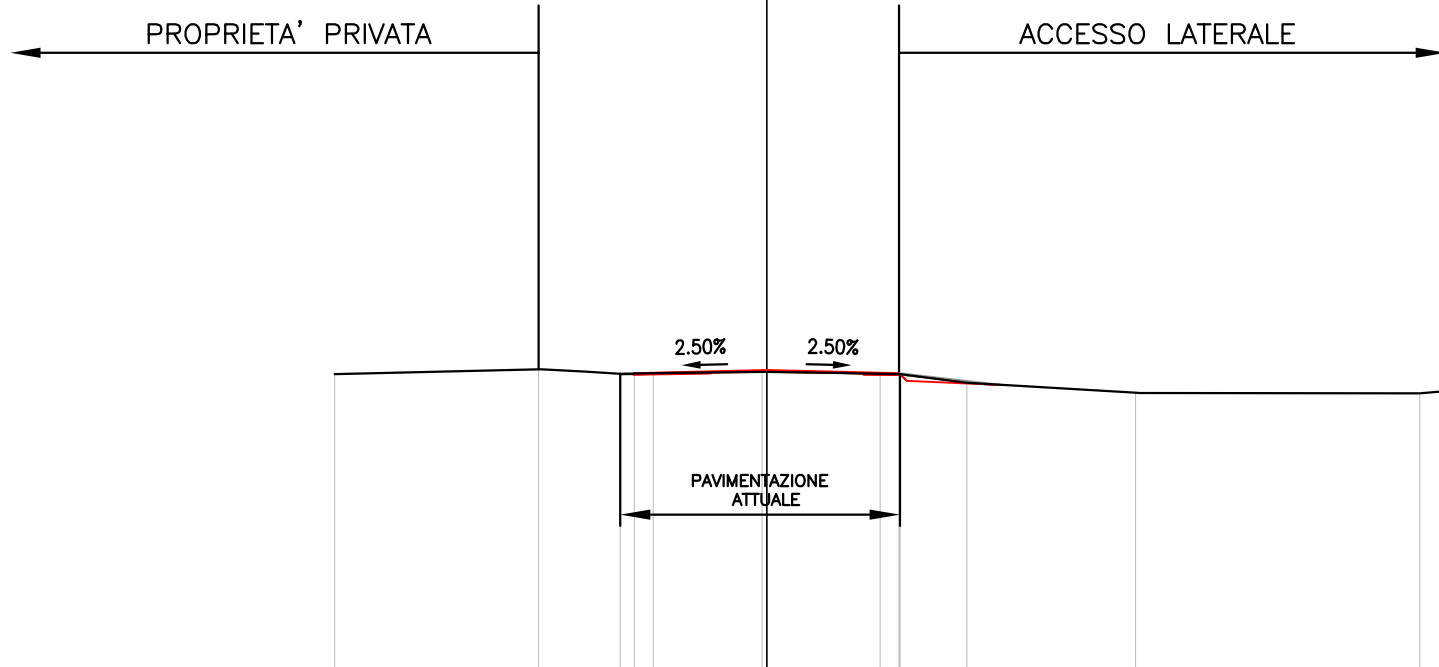 PROPRIETA' PRIVATA
ACCESSO LATERALE
2.50%
2.50%
PAVIMENTAZIONE
ATTUALE